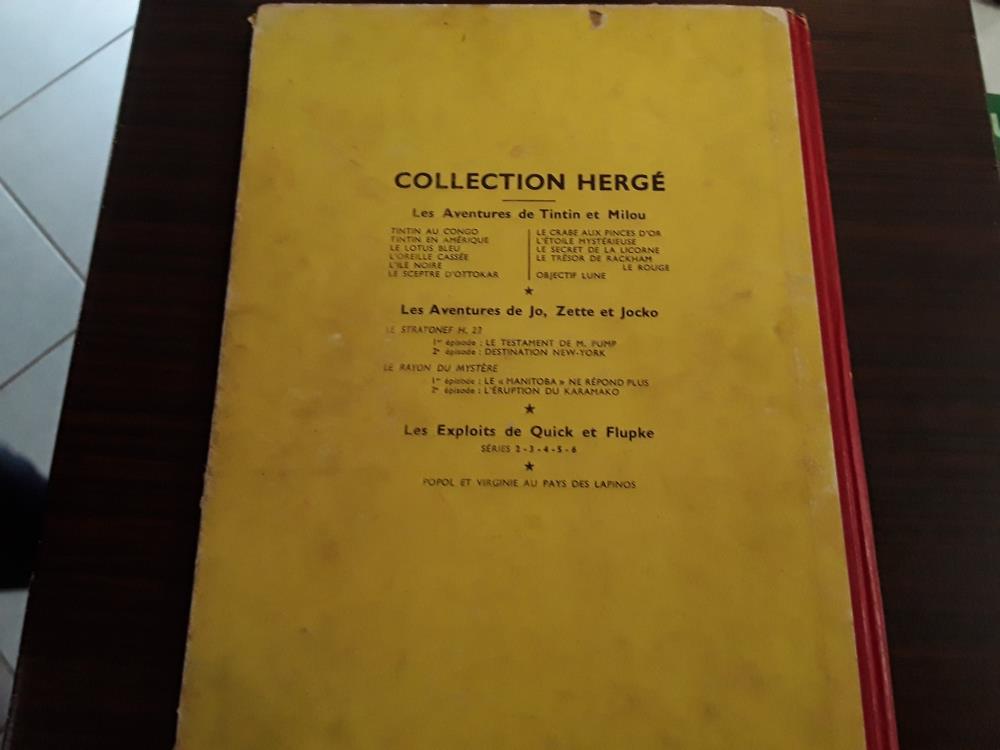 COLLECTION HERGÉ
Les Aventures de Tintin et Milou
TINTIN AU CONGO
TINTIN EN AMÉRIQUE
LE LOTUS BLEU
L'OREILLE CASSÉE
L'ILE NOIRE
LE SCEPTRE D'OTTOKAR
LE CRABE AUX PINCES D'OR
L'ÉTOILE MYSTÉRIEUSE
LE SECRET DE LA LICORNE
LE TRÉSOR DE RACKHAM
LE ROUGE
OBJECTIF LUNE
★
Les Aventures de Jo, Zette et Jocko
LE STRATONEF H. 22
1er épisode : LE TESTAMENT DE M. PUMP
2e épisode : DESTINATION NEW-YORK
LE RAYON DU MYSTÈRE
1er épisode : LE « MANITOBA » NE RÉPOND PLUS
2e épisode : L'ÉRUPTION DU KARAMAKO
★
Les Exploits de Quick et Flupke
SÉRIES 2 - 3 - 4 - 5 - 6
★
POPOL ET VIRGINIE AU PAYS DES LAPINOS